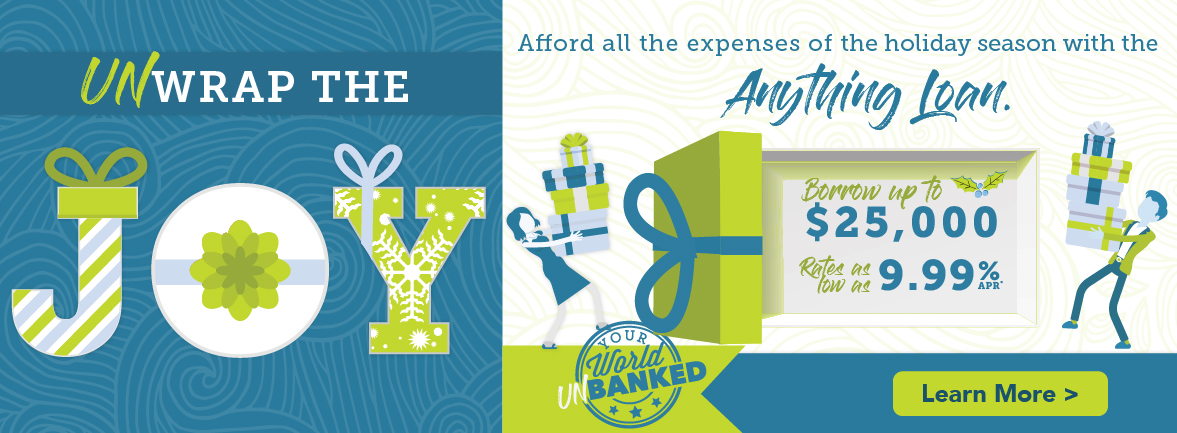 UNWRAP THE
JOY
Afford all the expenses of the holiday season with the
Anything Loan.
Borrow up to
$25,000
Rates as
low as
9.99%
APR*
YOUR
World
UNBANKED
Learn More >